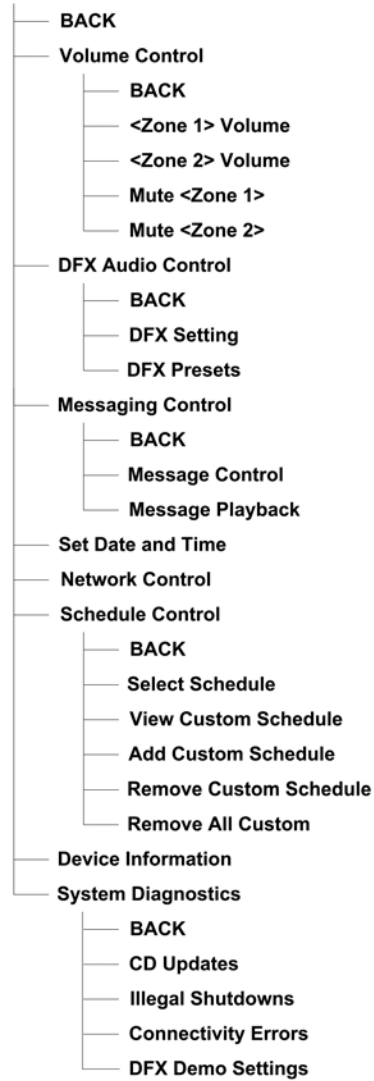 BACK
Volume Control
BACK
<Zone 1> Volume
<Zone 2> Volume
Mute <Zone 1>
Mute <Zone 2>
DFX Audio Control
BACK
DFX Setting
DFX Presets
Messaging Control
BACK
Message Control
Message Playback
Set Date and Time
Network Control
Schedule Control
BACK
Select Schedule
View Custom Schedule
Add Custom Schedule
Remove Custom Schedule
Remove All Custom
Device Information
System Diagnostics
BACK
CD Updates
Illegal Shutdowns
Connectivity Errors
DFX Demo Settings